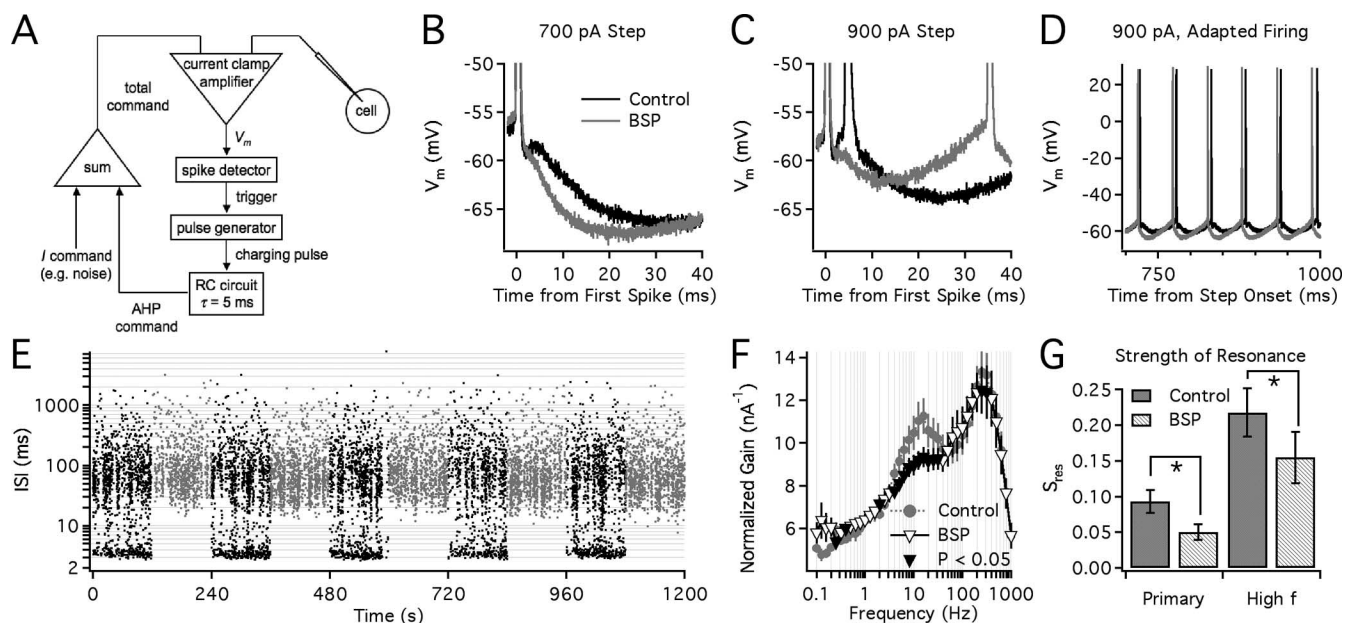 A
total
command
current clamp
amplifier
cell
Vm
sum
spike detector
trigger
pulse generator
charging pulse
I command
(e.g. noise)
RC circuit
τ = 5 ms
AHP
command
B
700 pA Step
-50
-55
-60
-65
Vm (mV)
Control
BSP
0 10 20 30 40
Time from First Spike (ms)
C
900 pA Step
-50
-55
-60
-65
Vm (mV)
0 10 20 30 40
Time from First Spike (ms)
D
900 pA, Adapted Firing
20
0
-20
-40
-60
Vm (mV)
750 1000
Time from Step Onset (ms)
E
1000
100
10
2
ISI (ms)
0 240 480 720 960 1200
Time (s)
F
14
12
10
8
6
Normalized Gain (nA⁻¹)
Control
BSP
P < 0.05
0.1 1 10 100 1000
Frequency (Hz)
G
Strength of Resonance
0.25
0.20
0.15
0.10
0.05
0.00
Sres
Control
BSP
*
*
Primary High f